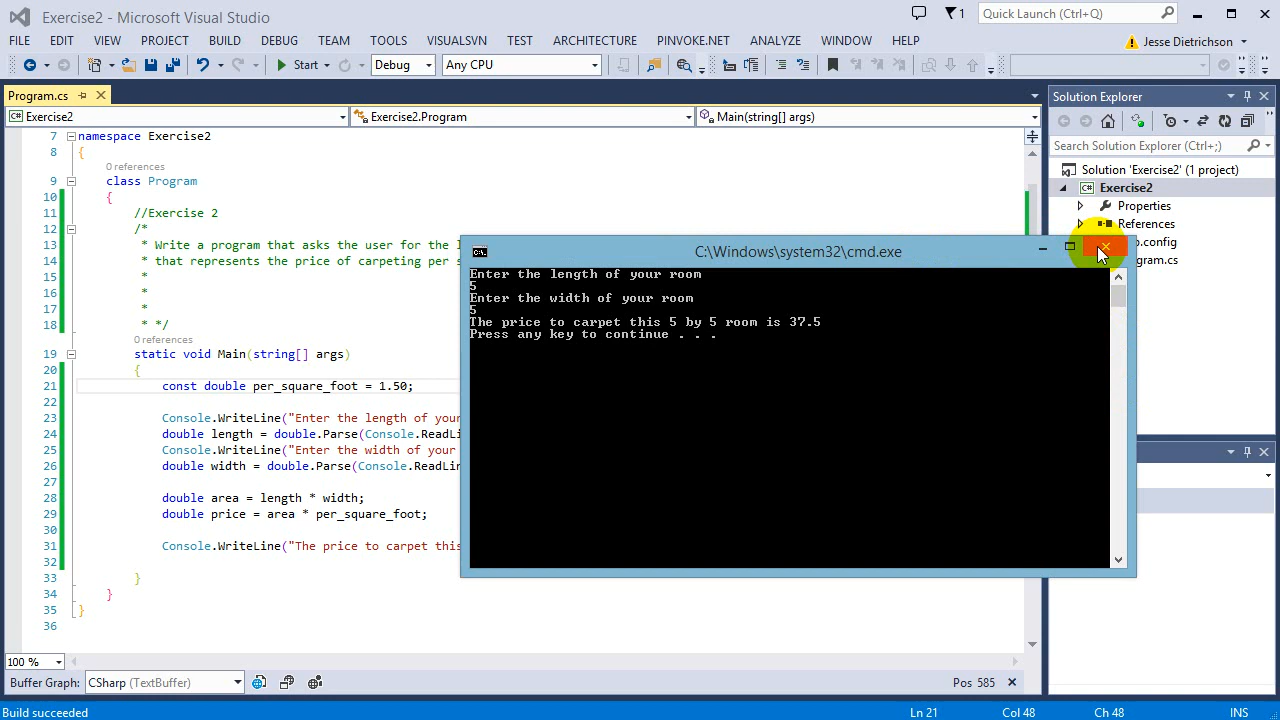 Exercise2 - Microsoft Visual Studio
1
Quick Launch (Ctrl+Q)
FILE EDIT VIEW PROJECT BUILD DEBUG TEAM TOOLS VISUALSVN TEST ARCHITECTURE PINVOKE.NET ANALYZE WINDOW HELP
Jesse Dietrichson
Start Debug Any CPU
Program.cs
Exercise2 Exercise2.Program Main(string[] args)
7 namespace Exercise2
8 {
0 references
9 class Program
10 {
11 //Exercise 2
12 /*
13 * Write a program that asks the user for the l
14 * that represents the price of carpeting per s
15 *
16 *
17 *
18 * */
0 references
19 static void Main(string[] args)
20 {
21 const double per_square_foot = 1.50;
22
23 Console.WriteLine("Enter the length of your
24 double length = double.Parse(Console.ReadLi
25 Console.WriteLine("Enter the width of your
26 double width = double.Parse(Console.ReadLi
27
28 double area = length * width;
29 double price = area * per_square_foot;
30
31 Console.WriteLine("The price to carpet this
32
33 }
34 }
35 }
36
C:\Windows\system32\cmd.exe
Enter the length of your room
5
Enter the width of your room
5
The price to carpet this 5 by 5 room is 37.5
Press any key to continue . . .
Solution Explorer
Search Solution Explorer (Ctrl+;)
Solution 'Exercise2' (1 project)
Exercise2
Properties
References
p.config
gram.cs
100 %
Buffer Graph: CSharp (TextBuffer) Pos 585
Build succeeded Ln 21 Col 48 Ch 48 INS